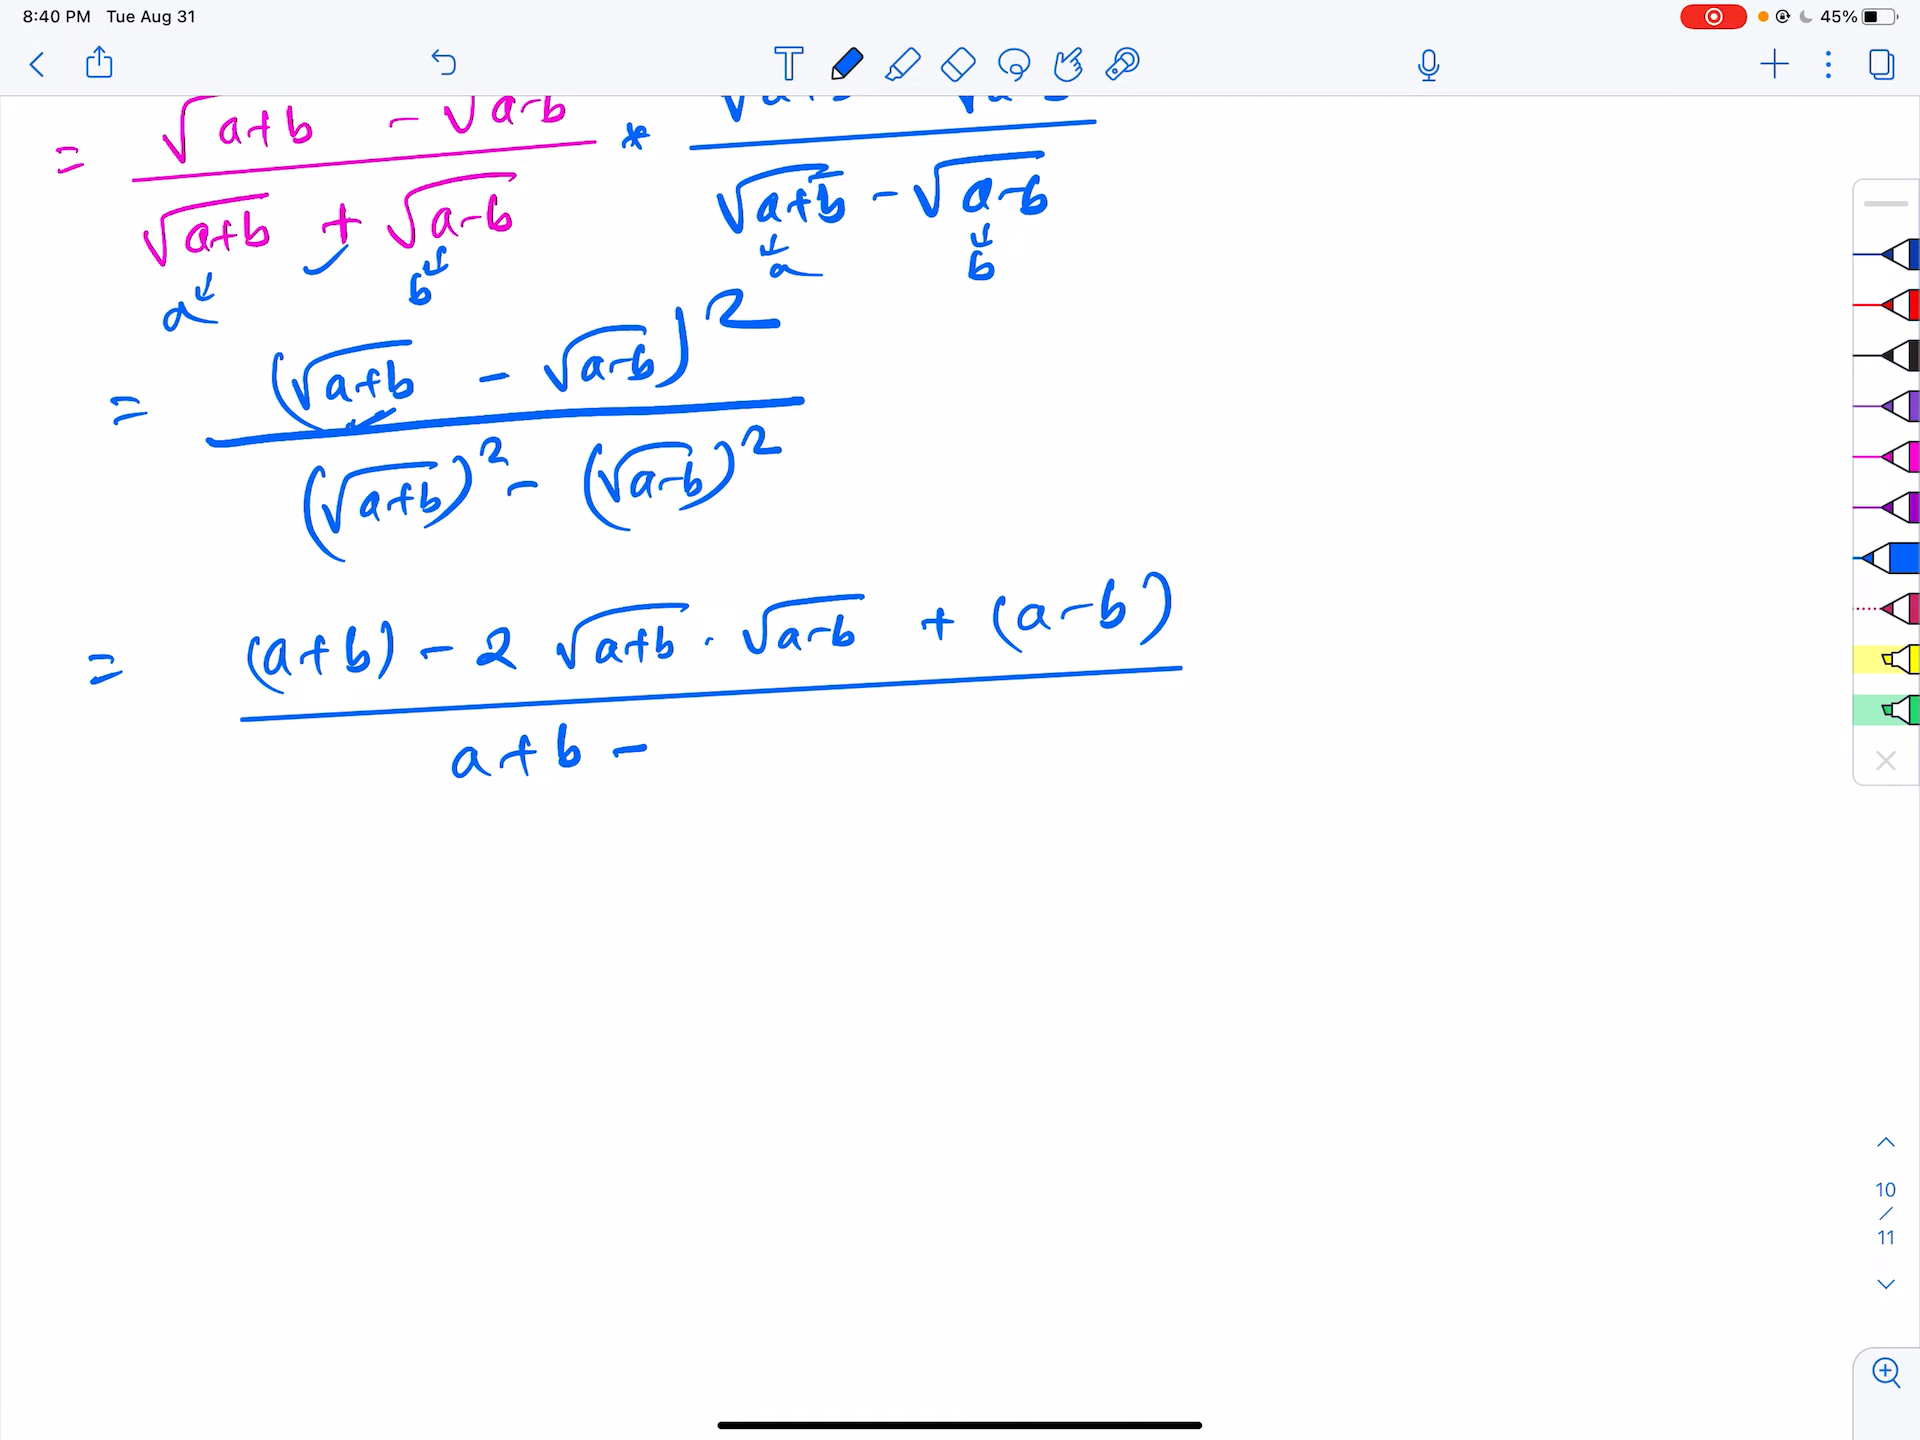 8:40 PM Tue Aug 31
45%
T
= √(a+b) - √(a-b) / √(a+b) + √(a-b) * √(a+b) - √(a-b)
a b a b
= (√(a+b) - √(a-b))² / (√(a+b))² - (√(a-b))²
= (a+b) - 2 √(a+b) · √(a-b) + (a-b) / a+b -
10
/
11